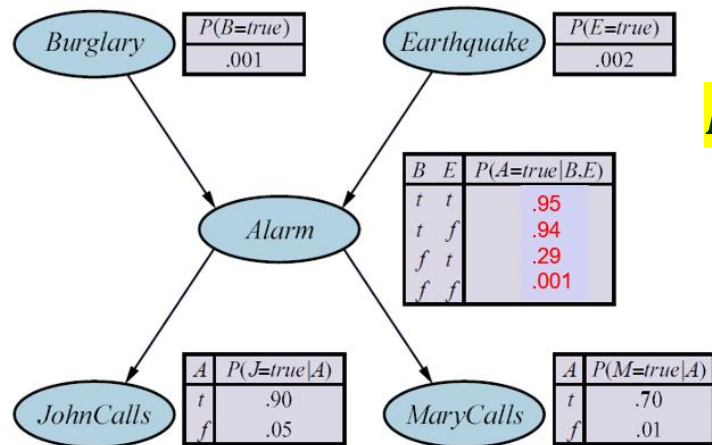 Burglary
P(B=true)
.001
Earthquake
P(E=true)
.002
B E P(A=true|B,E)
t t .95
t f .94
f t .29
f f .001
Alarm
A P(J=true|A)
t .90
f .05
JohnCalls
A P(M=true|A)
t .70
f .01
MaryCalls